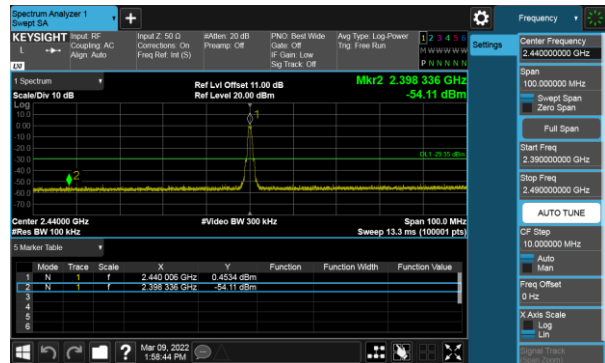 Spectrum Analyzer 1
Swept SA
+
Frequency
KEYSIGHT
Input: RF
Coupling: AC
Align: Auto
Input Z: 50 Ω
Corrections: On
Freq Ref: Int (S)
#Atten: 20 dB
Preamp: Off
PNO: Best Wide
Gate: Off
IF Gain: Low
Sig Track: Off
Avg Type: Log-Power
Trig: Free Run
1 2 3 4 5 6
M W W W W W
P N N N N N
L
LXI
Settings
Center Frequency
2.440000000 GHz
Span
100.000000 MHz
Swept Span
Zero Span
Full Span
Start Freq
2.390000000 GHz
Stop Freq
2.490000000 GHz
AUTO TUNE
CF Step
10.000000 MHz
Auto
Man
Freq Offset
0 Hz
X Axis Scale
Log
Lin
Signal Track
(Span Zoom)
1 Spectrum
Scale/Div 10 dB
Ref Lvl Offset 11.00 dB
Ref Level 20.00 dBm
Mkr2 2.398 336 GHz
-54.11 dBm
Log
10.0
0.00
-10.0
-20.0
-30.0
-40.0
-50.0
-60.0
-70.0
1
2
DL1 -29.55 dBm
Center 2.44000 GHz
#Res BW 100 kHz
#Video BW 300 kHz
Span 100.0 MHz
Sweep 13.3 ms (100001 pts)
5 Marker Table
Mode Trace Scale X Y Function Function Width Function Value
1 N 1 f 2.440 006 GHz 0.4534 dBm
2 N 1 f 2.398 336 GHz -54.11 dBm
3
4
5
6
?
Mar 09, 2022
1:58:44 PM